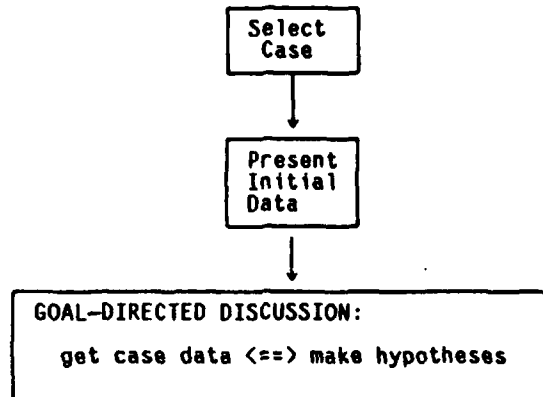 Select
Case
Present
Initial
Data
GOAL—DIRECTED DISCUSSION:
get case data <==> make hypotheses